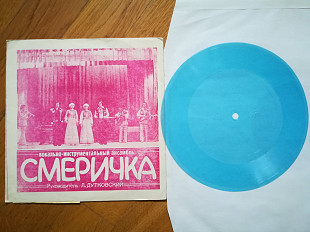 вокально-инструментальный ансамбль
СМЕРИЧКА
Руководитель Л. ДУТКОВСКИЙ